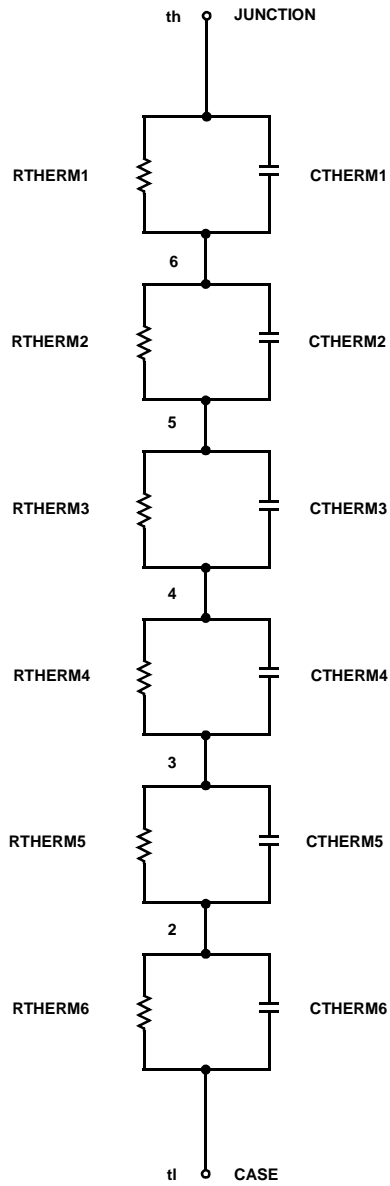 th JUNCTION
RTHERM1 CTHERM1
6
RTHERM2 CTHERM2
5
RTHERM3 CTHERM3
4
RTHERM4 CTHERM4
3
RTHERM5 CTHERM5
2
RTHERM6 CTHERM6
tl CASE